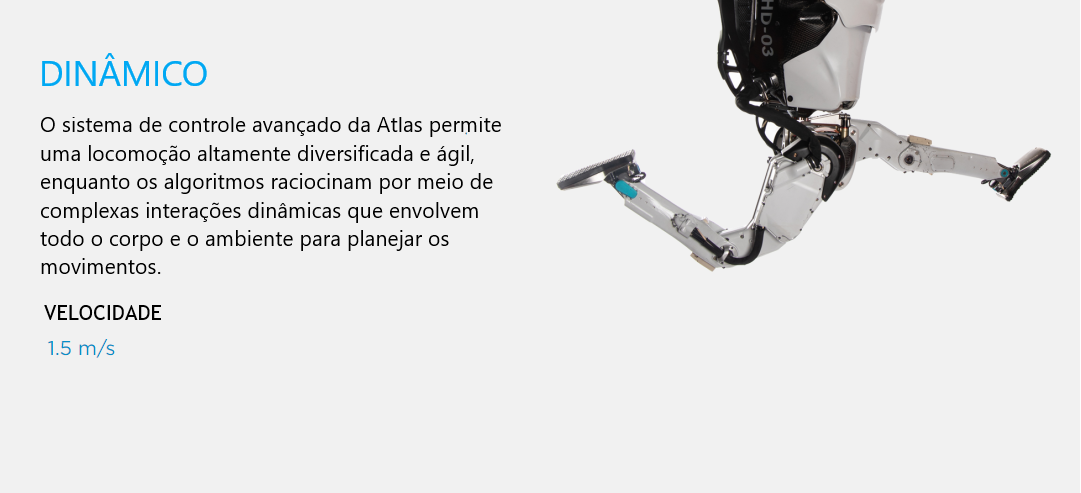 DINÂMICO
O sistema de controle avançado da Atlas permite
uma locomoção altamente diversificada e ágil,
enquanto os algoritmos raciocinam por meio de
complexas interações dinâmicas que envolvem
todo o corpo e o ambiente para planejar os
movimentos.
VELOCIDADE
1.5 m/s
HD-03